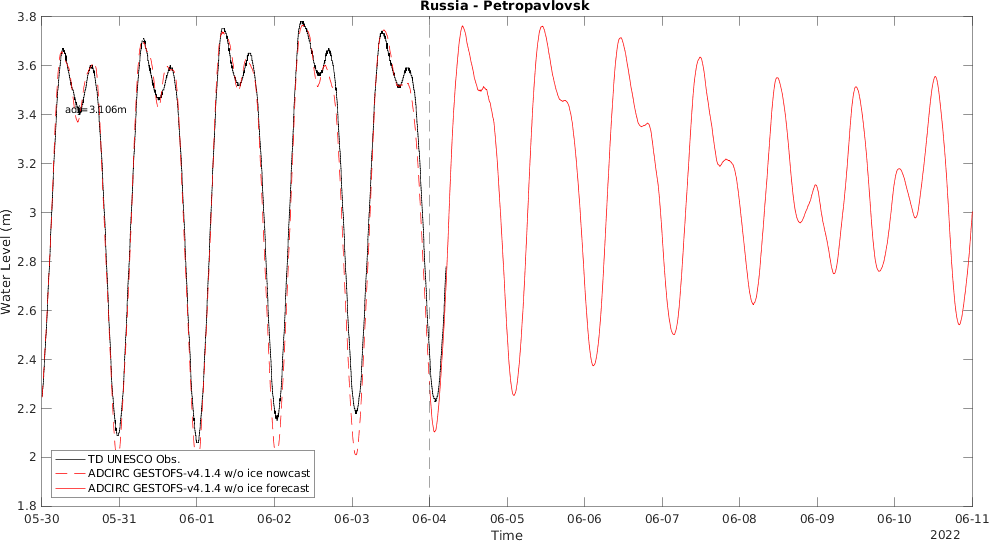 Russia - Petropavlovsk
3.8
3.6
3.4
3.2
3
2.8
2.6
2.4
2.2
2
1.8
Water Level (m)
adj=3.106m
TD UNESCO Obs.
ADCIRC GESTOFS-v4.1.4 w/o ice nowcast
ADCIRC GESTOFS-v4.1.4 w/o ice forecast
05-30 05-31 06-01 06-02 06-03 06-04 06-05 06-06 06-07 06-08 06-09 06-10 06-11
Time
2022